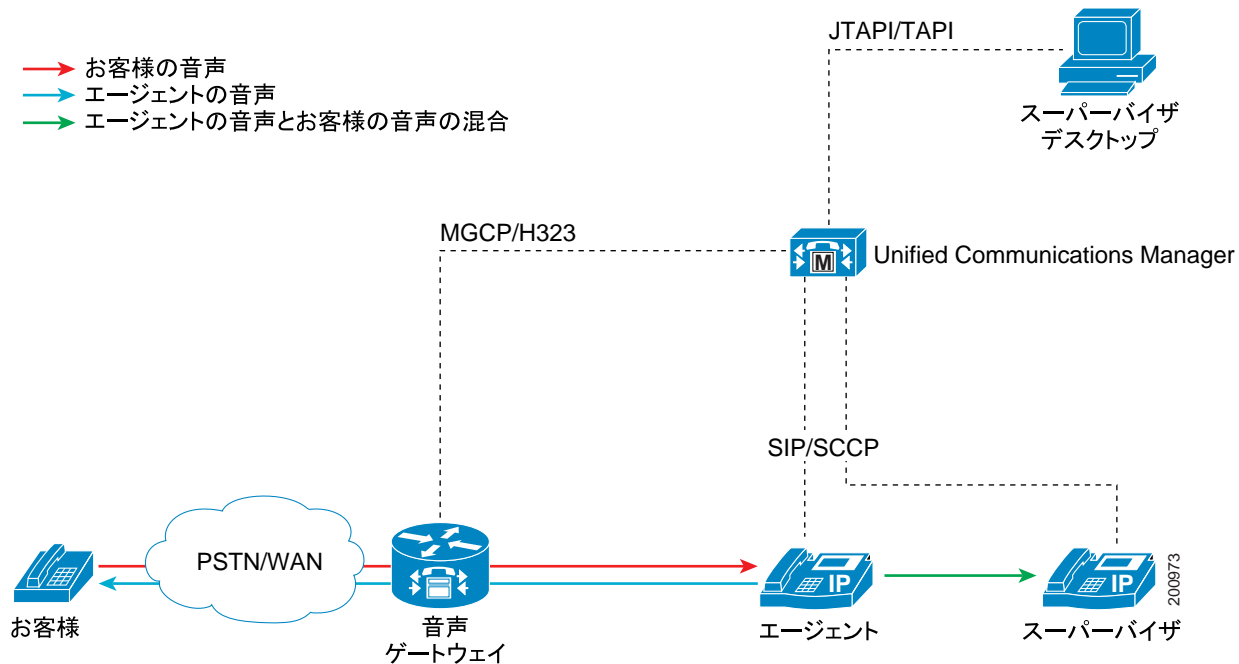 JTAPI/TAPI
お客様の音声
エージェントの音声
エージェントの音声とお客様の音声の混合
スーパーバイザ
デスクトップ
MGCP/H323
M
Unified Communications Manager
SIP/SCCP
PSTN/WAN
IP
IP
200973
お客様
音声
ゲートウェイ
エージェント
スーパーバイザ